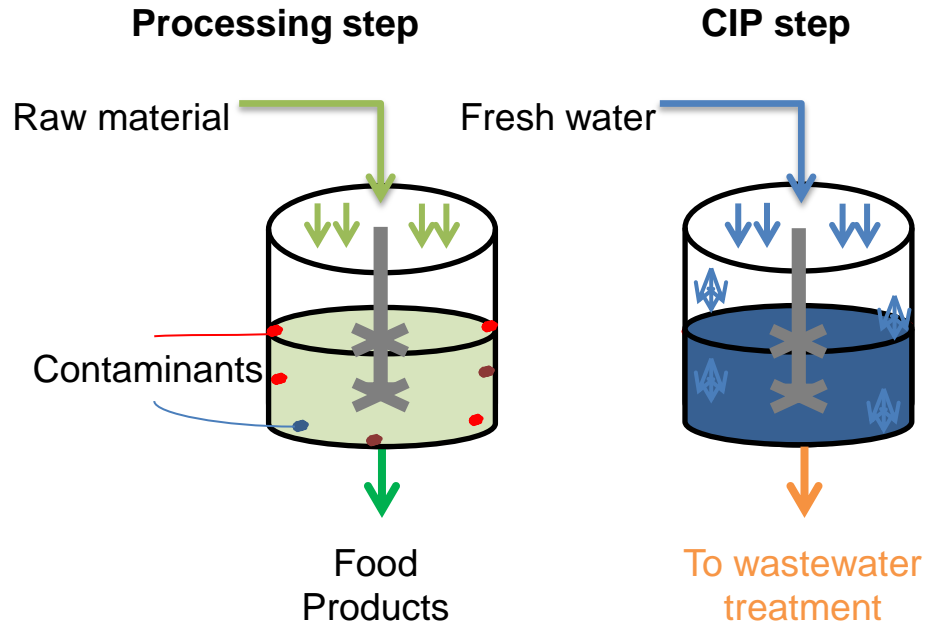 Processing step
CIP step
Raw material
Fresh water
Contaminants
Food
Products
To wastewater
treatment